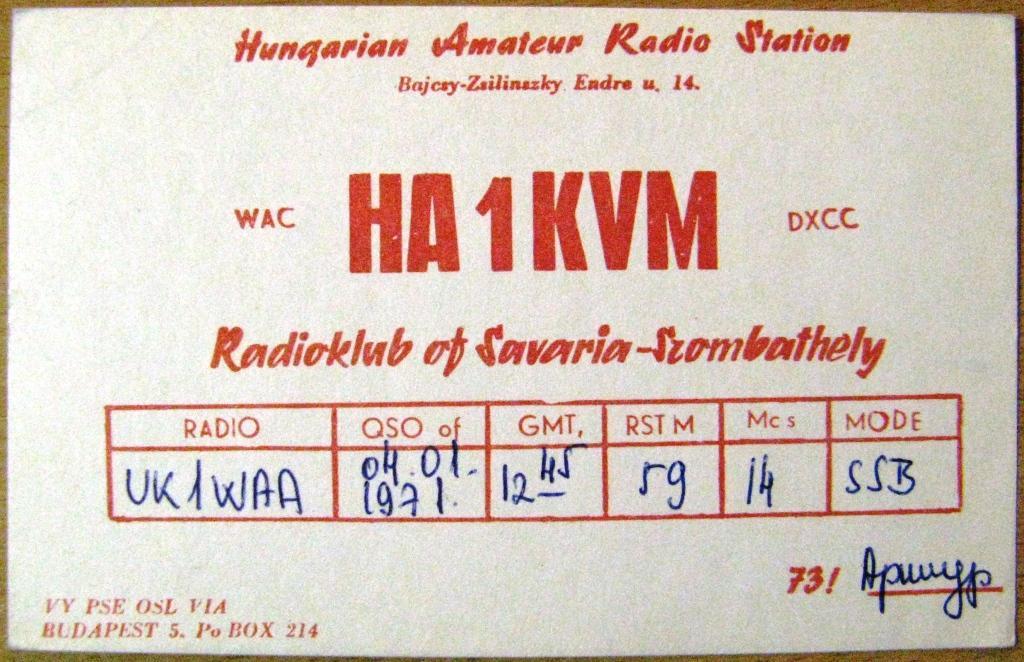 Hungarian Amateur Radio Station
Bajcsy-Zsilinszky Endre u. 14.
WAC HA1KVM DXCC
Radioklub of Savaria-Szombathely
RADIO QSO of GMT, RST M Mc s MODE
UK1WAA 04.01. 1971. 12 45 59 14 SSB
73! Артур
VY PSE QSL VIA
BUDAPEST 5. Po BOX 214